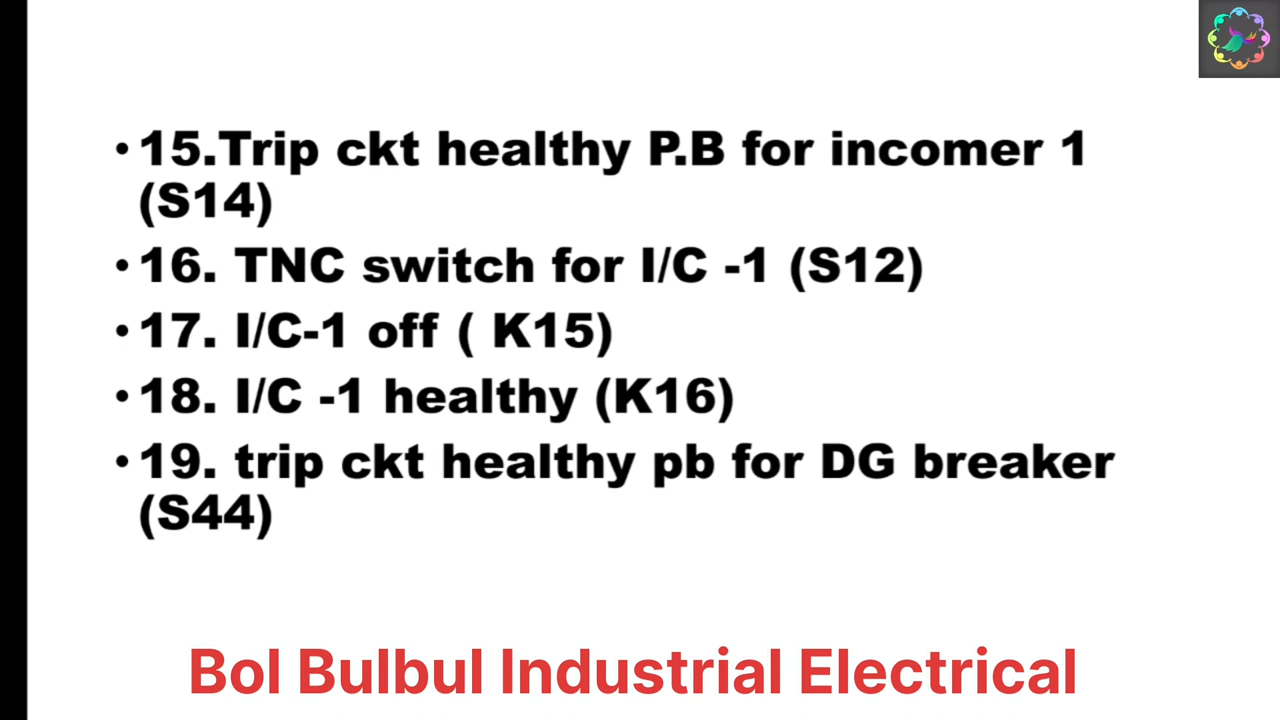 • 15.Trip ckt healthy P.B for incomer 1
(S14)
• 16. TNC switch for I/C -1 (S12)
• 17. I/C-1 off ( K15)
• 18. I/C -1 healthy (K16)
• 19. trip ckt healthy pb for DG breaker
(S44)
Bol Bulbul Industrial Electrical